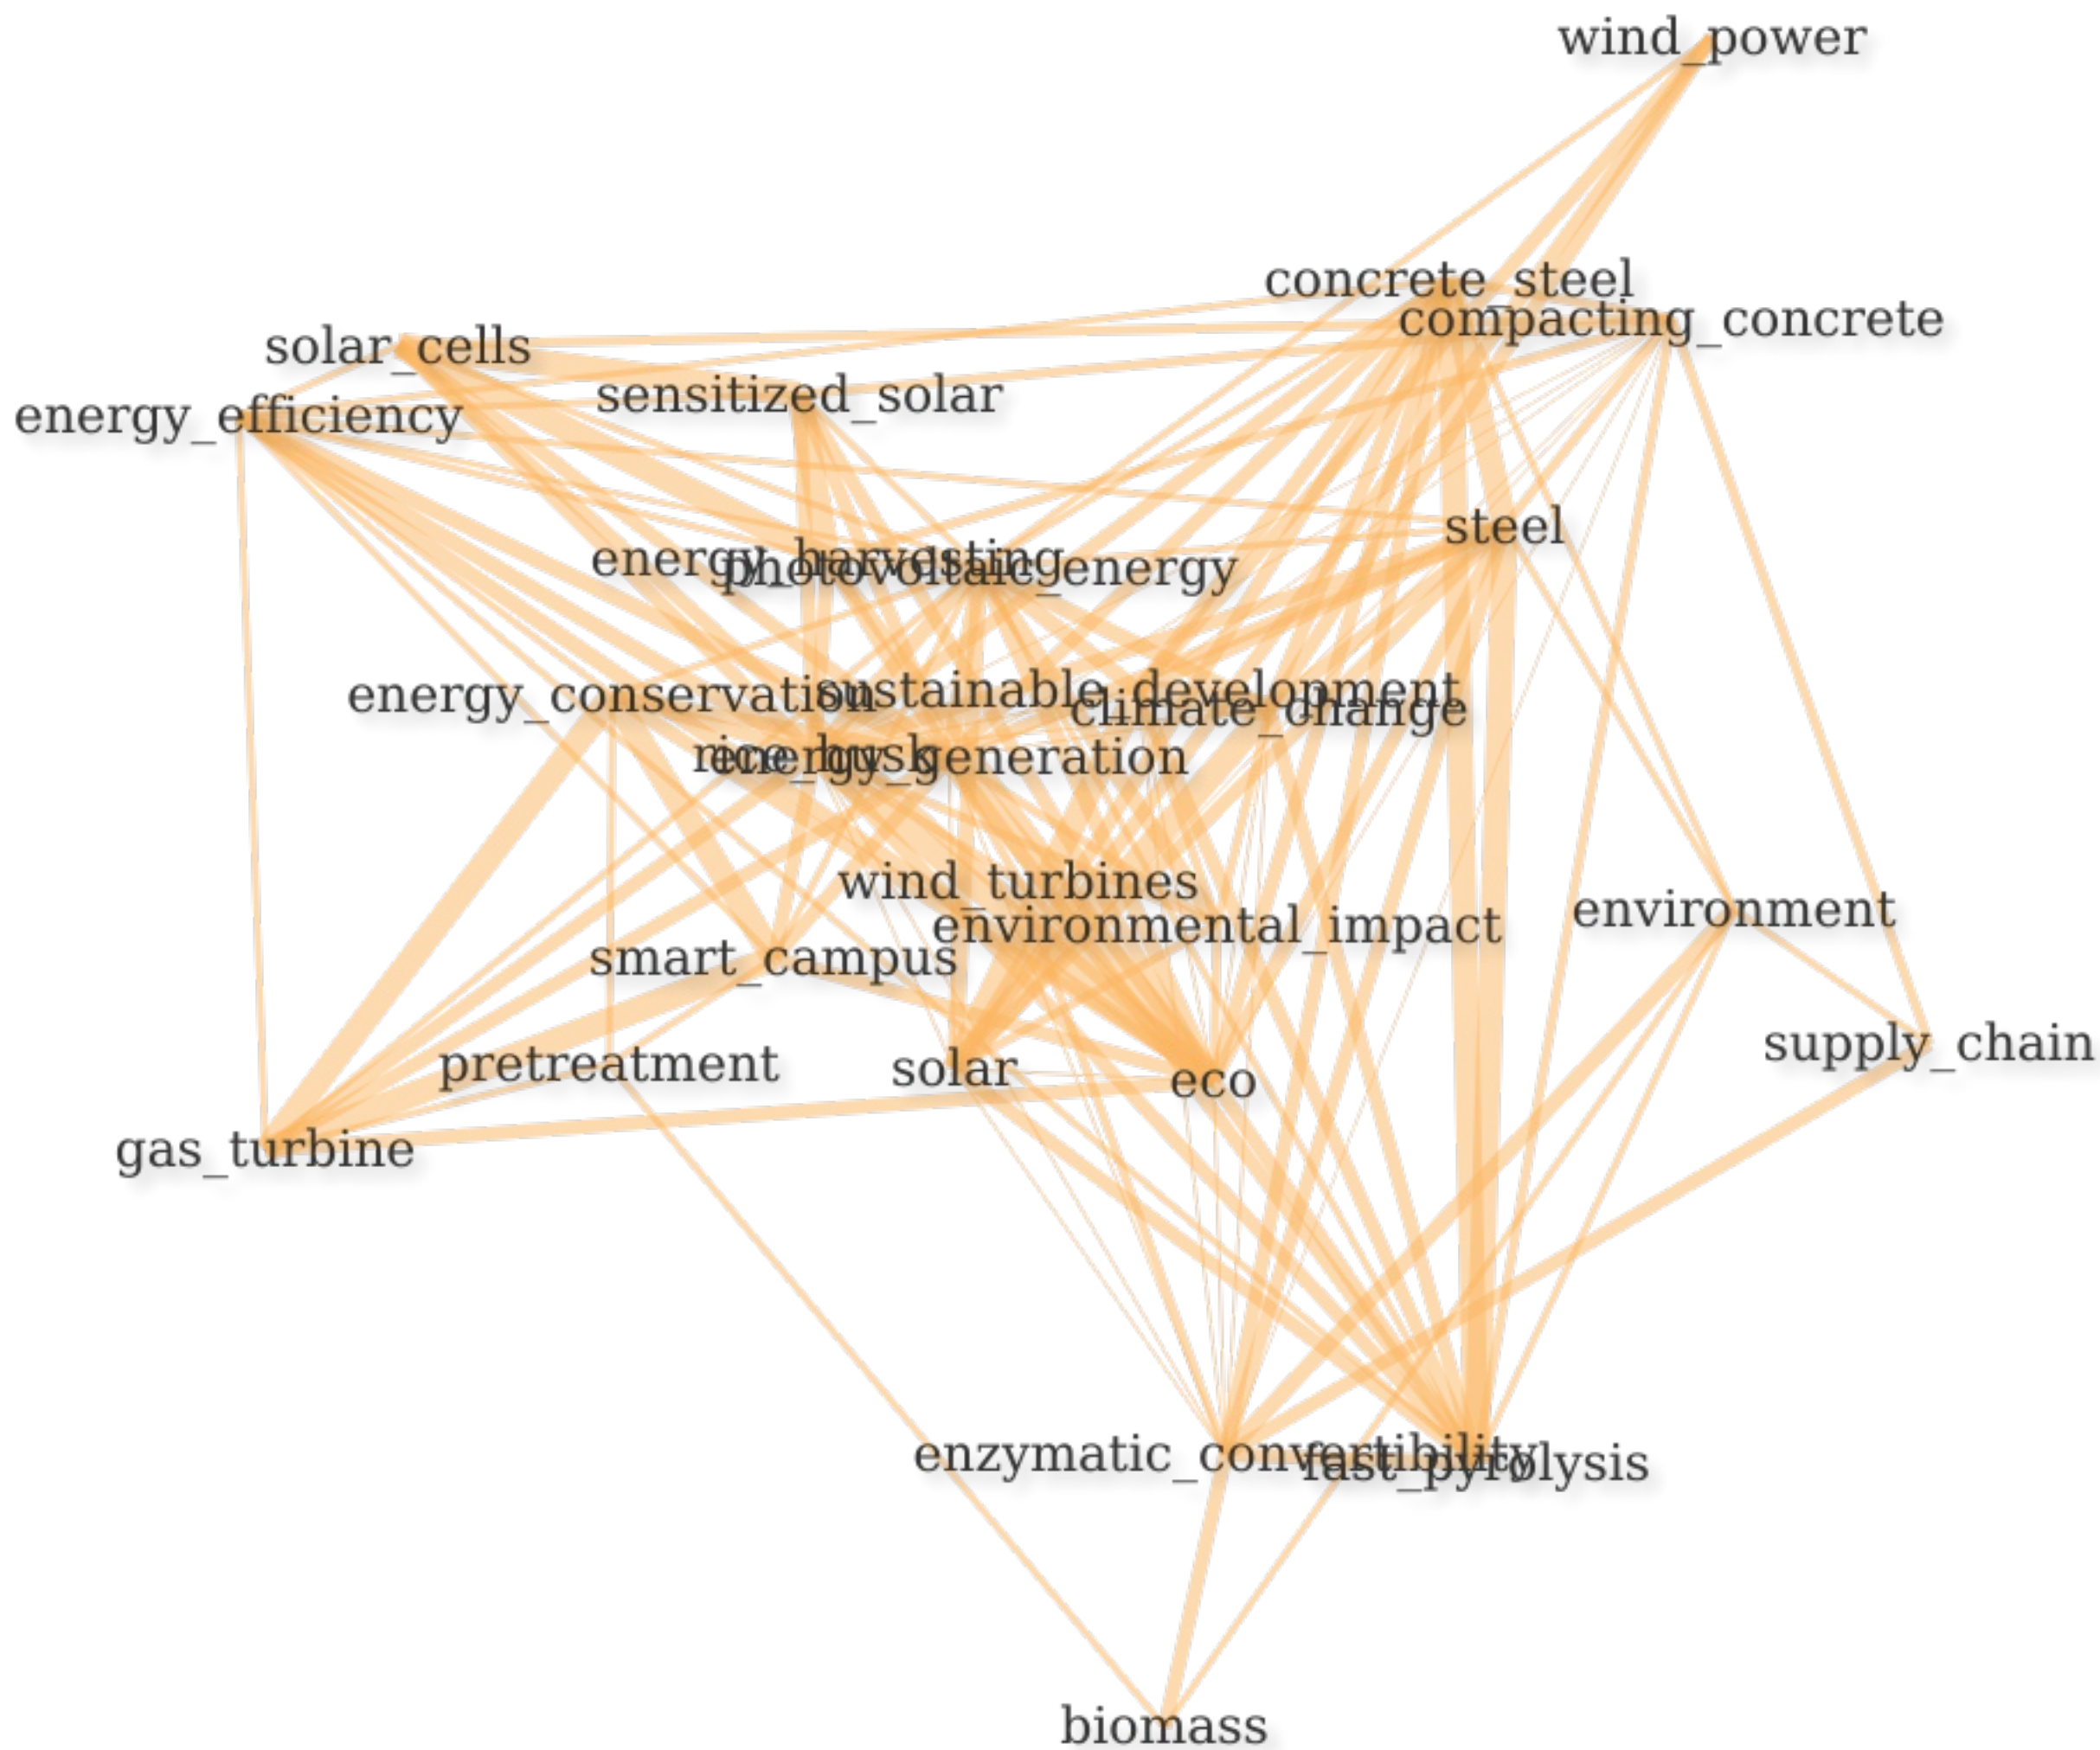 wind_power
concrete_steel
compacting_concrete
solar_cells
sensitized_solar
energy_efficiency
steel
energy_harvesting
photovoltaic_energy
energy_conservation
sustainable_development
climate_change
rice_husk
energy_generation
wind_turbines
environmental_impact
environment
smart_campus
supply_chain
pretreatment
solar
eco
gas_turbine
enzymatic_convertibility
fast_pyrolysis
biomass